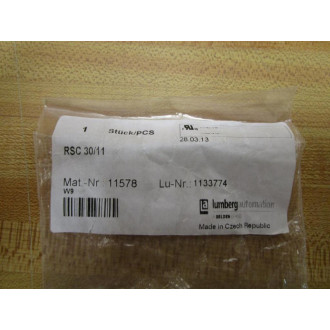 1 Stück/PCS
28.03.13
RSC 30/11
Mat.-Nr.: 11578 Lu-Nr.: 1133774
W9
lumberg automation
BELDEN
Made in Czech Republic